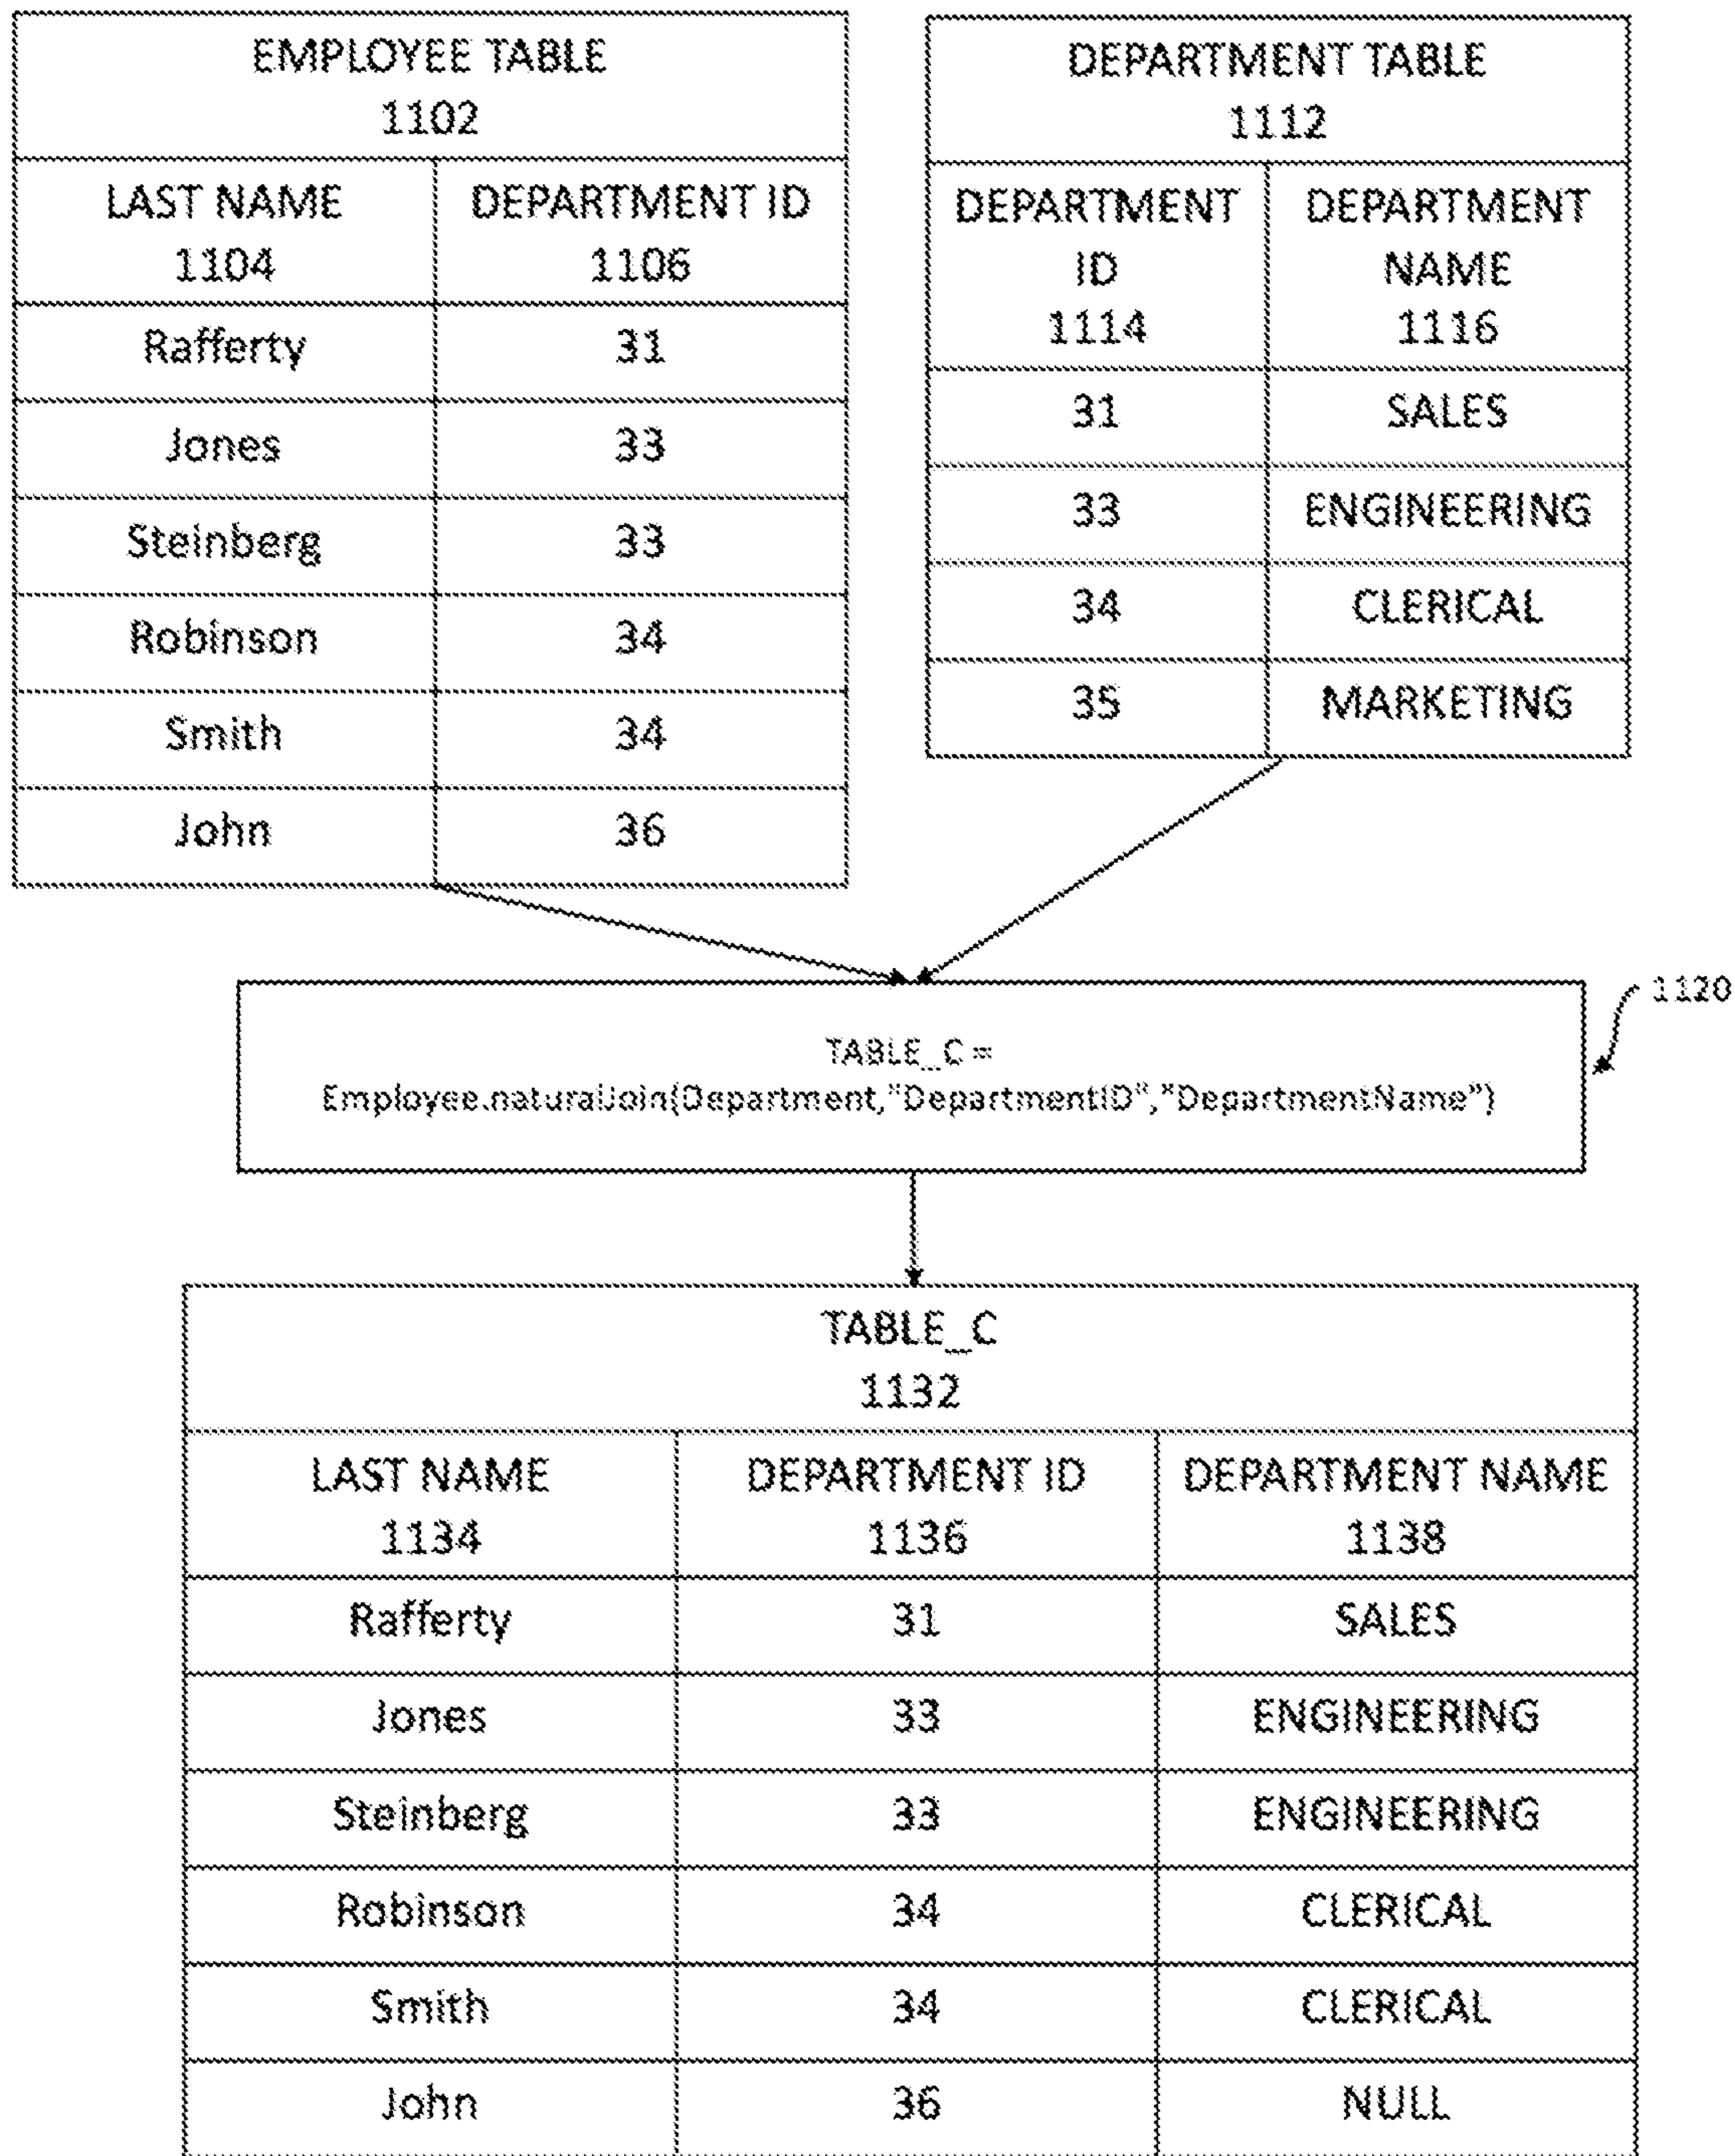 EMPLOYEE TABLE
1102
LAST NAME
1104
DEPARTMENT ID
1106
Rafferty 31
Jones 33
Steinberg 33
Robinson 34
Smith 34
John 36
DEPARTMENT TABLE
1112
DEPARTMENT
ID
1114
DEPARTMENT
NAME
1116
31 SALES
33 ENGINEERING
34 CLERICAL
35 MARKETING
1120
TABLE_C =
Employee.naturalJoin(Department,"DepartmentID","DepartmentName")
TABLE_C
1132
LAST NAME
1134
DEPARTMENT ID
1136
DEPARTMENT NAME
1138
Rafferty 31 SALES
Jones 33 ENGINEERING
Steinberg 33 ENGINEERING
Robinson 34 CLERICAL
Smith 34 CLERICAL
John 36 NULL